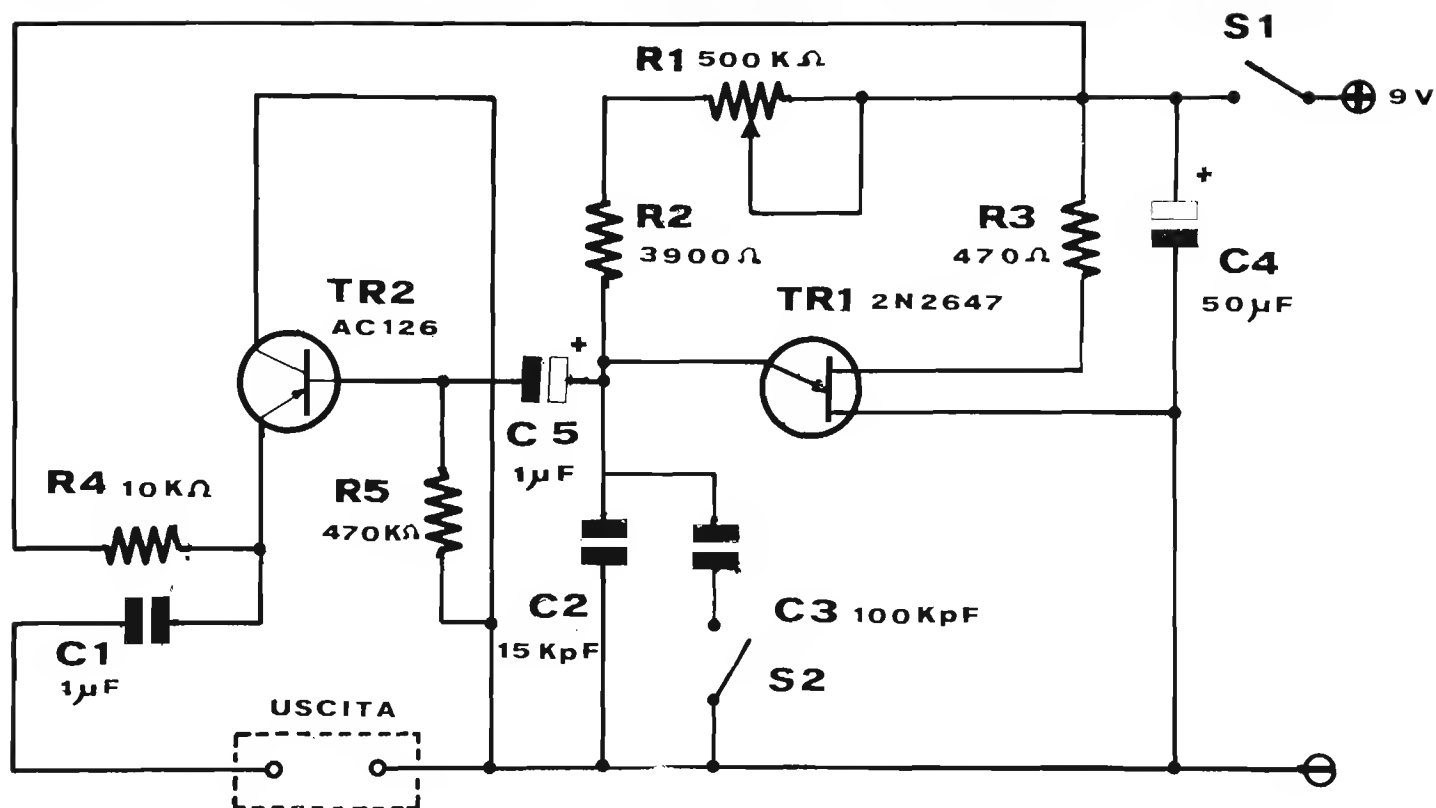 S1
R1 500 KΩ
9 V
+
R2
3900Ω
R3
470Ω
C4
50µF
TR2
AC126
TR1 2N2647
+
C 5
1µF
R4 10KΩ
R5
470KΩ
C2
15 KpF
C3 100KpF
C1
1µF
S2
USCITA